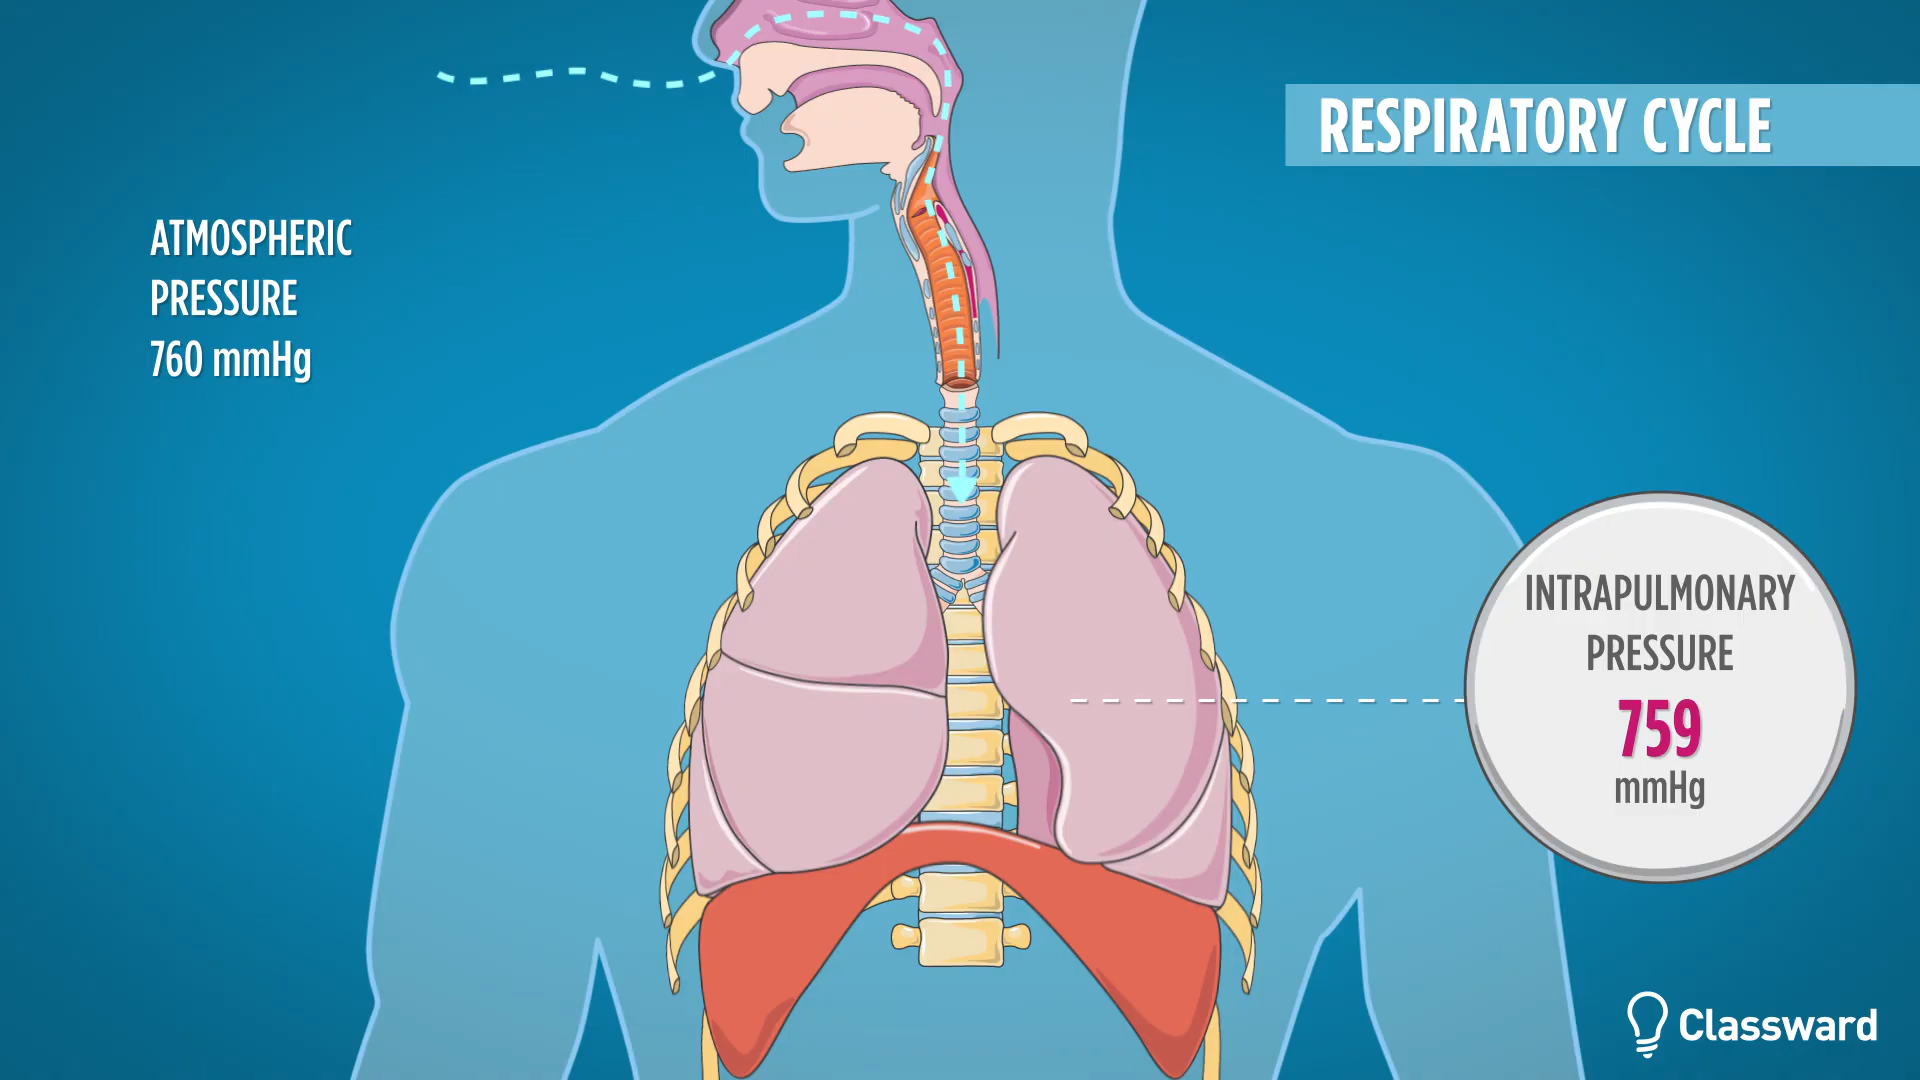 RESPIRATORY CYCLE
ATMOSPHERIC
PRESSURE
760 mmHg
INTRAPULMONARY
PRESSURE
759
mmHg
Classward